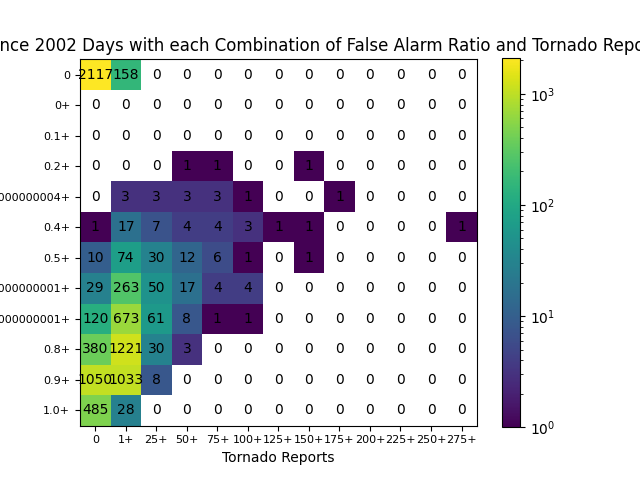 nce 2002 Days with each Combination of False Alarm Ratio and Tornado Repo
0 2117 158 0 0 0 0 0 0 0 0 0 0 0
0+ 0 0 0 0 0 0 0 0 0 0 0 0 0
0.1+ 0 0 0 0 0 0 0 0 0 0 0 0 0
0.2+ 0 0 0 1 1 0 0 1 0 0 0 0 0
000000004+ 0 3 3 3 3 1 0 0 1 0 0 0 0
0.4+ 1 17 7 4 4 3 1 1 0 0 0 0 1
0.5+ 10 74 30 12 6 1 0 1 0 0 0 0 0
000000001+ 29 263 50 17 4 4 0 0 0 0 0 0 0
000000001+ 120 673 61 8 1 1 0 0 0 0 0 0 0
0.8+ 380 1221 30 3 0 0 0 0 0 0 0 0 0
0.9+ 1050 1033 8 0 0 0 0 0 0 0 0 0 0
1.0+ 485 28 0 0 0 0 0 0 0 0 0 0 0
0 1+ 25+ 50+ 75+ 100+ 125+ 150+ 175+ 200+ 225+ 250+ 275+
Tornado Reports
10³
10²
10¹
10⁰